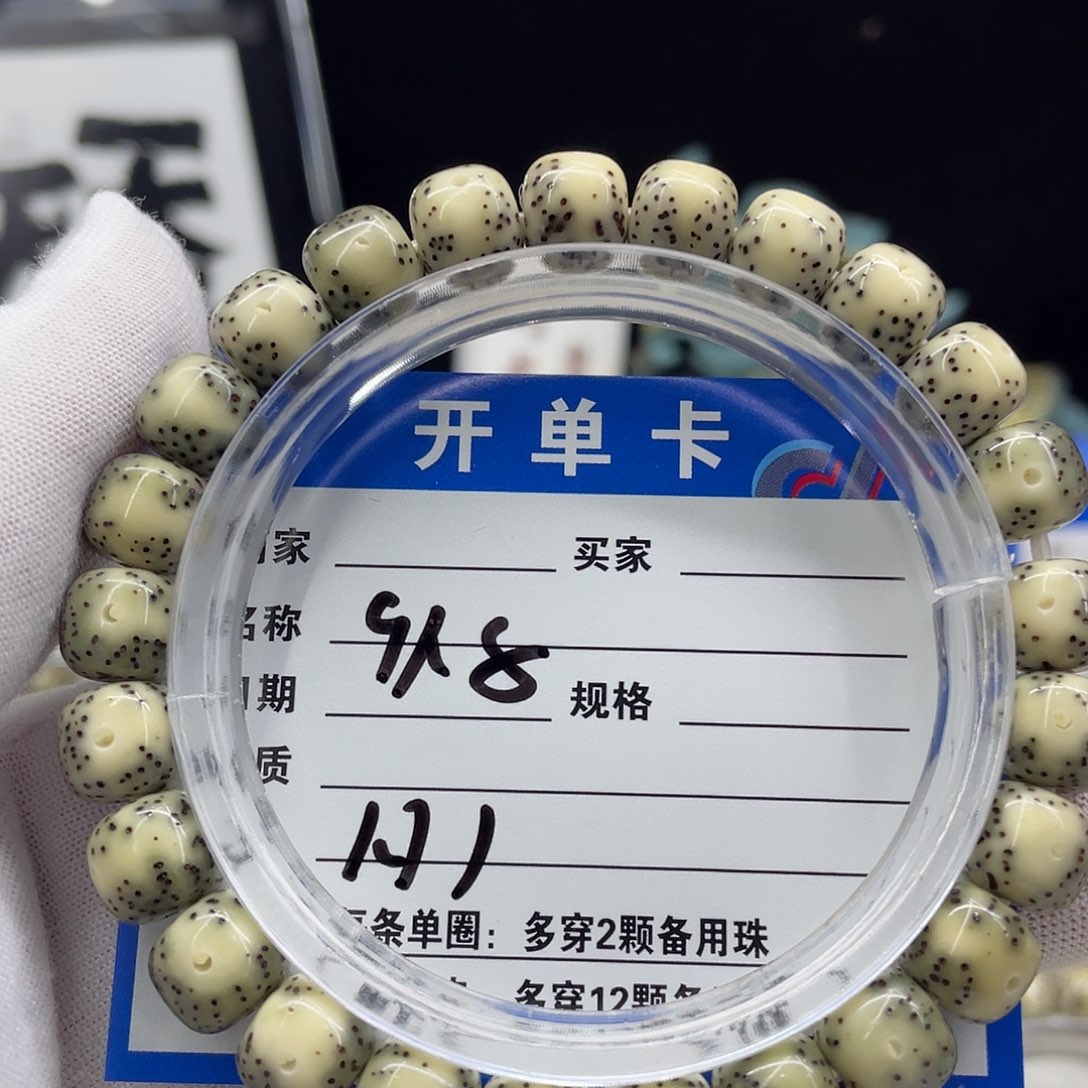 开单卡
家 买家
名称
9x8
期 规格
质
条单圈：多穿2颗备用珠
多穿12颗备